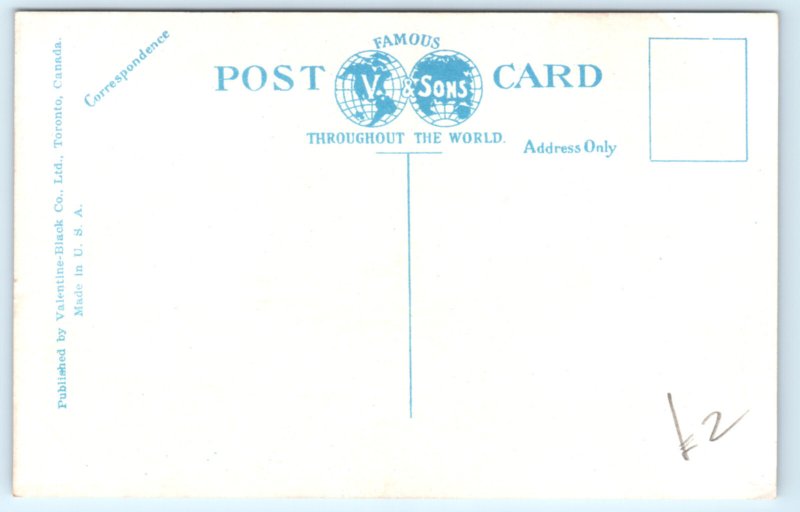 FAMOUS
POST V. & SONS CARD
THROUGHOUT THE WORLD.
Correspondence
Address Only
Published by Valentine-Black Co., Ltd., Toronto, Canada.
Made in U. S. A.
£2